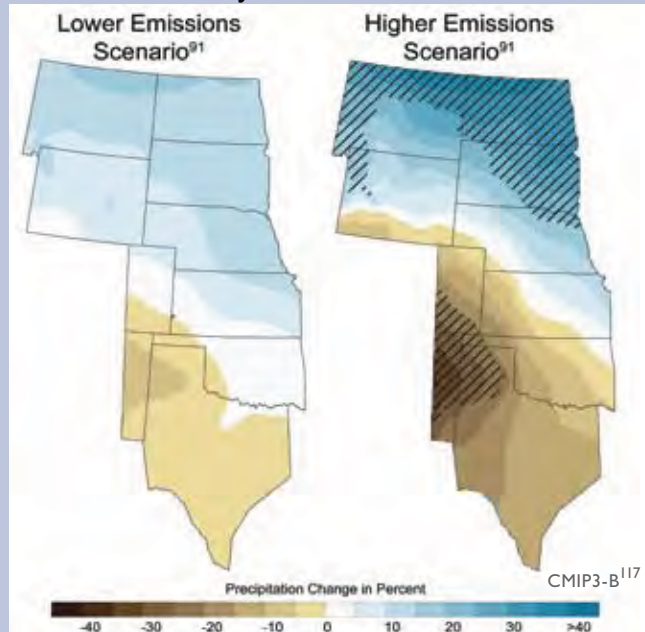 Lower Emissions
Scenario91
Higher Emissions
Scenario91
CMIP3-B117
Precipitation Change in Percent
-40 -30 -20 -10 0 10 20 30 >40